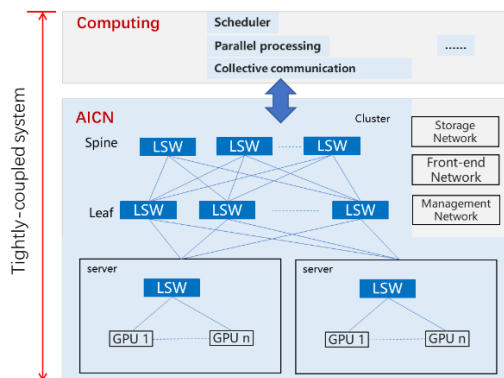 Tightly-coupled system
Computing
Scheduler
Parallel processing
......
Collective communication
AICN
Cluster
Spine
LSW
LSW
LSW
Storage
Network
Front-end
Network
Leaf
LSW
LSW
LSW
Management
Network
server
LSW
GPU 1
GPU n
server
LSW
GPU 1
GPU n